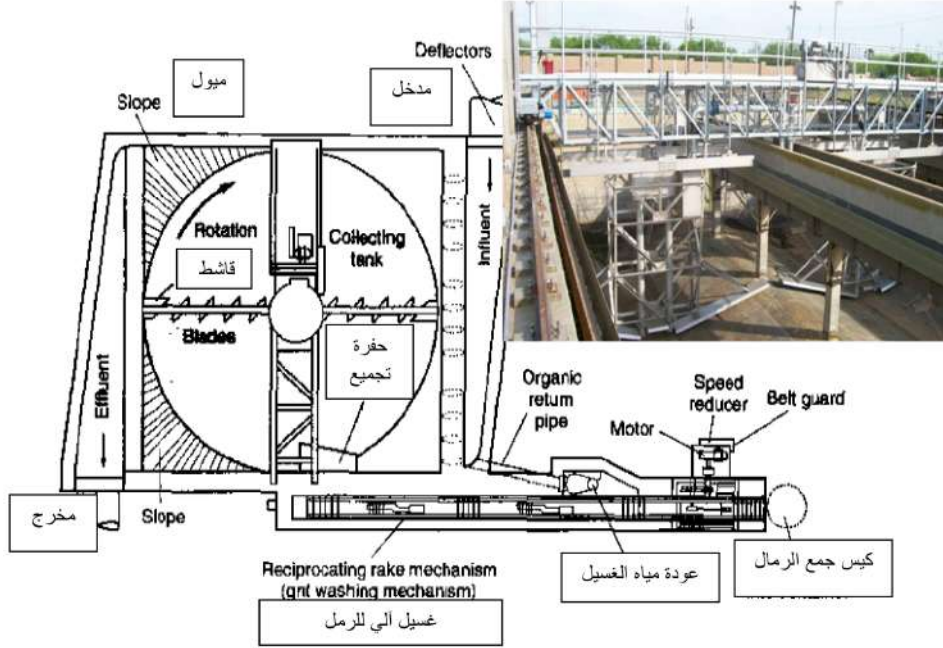 Deflectors
ميول
مدخل
Slope
Rotation
Collecting
tank
Influent
قاشط
Blades
حفرة
تجميع
Effluent
Organic
return
pipe
Speed
reducer
Belt guard
Motor
مخرج
Slope
Reciprocating rake mechanism
(grit washing mechanism)
غسيل ألي للرمل
عودة مياه الغسيل
كيس جمع الرمال